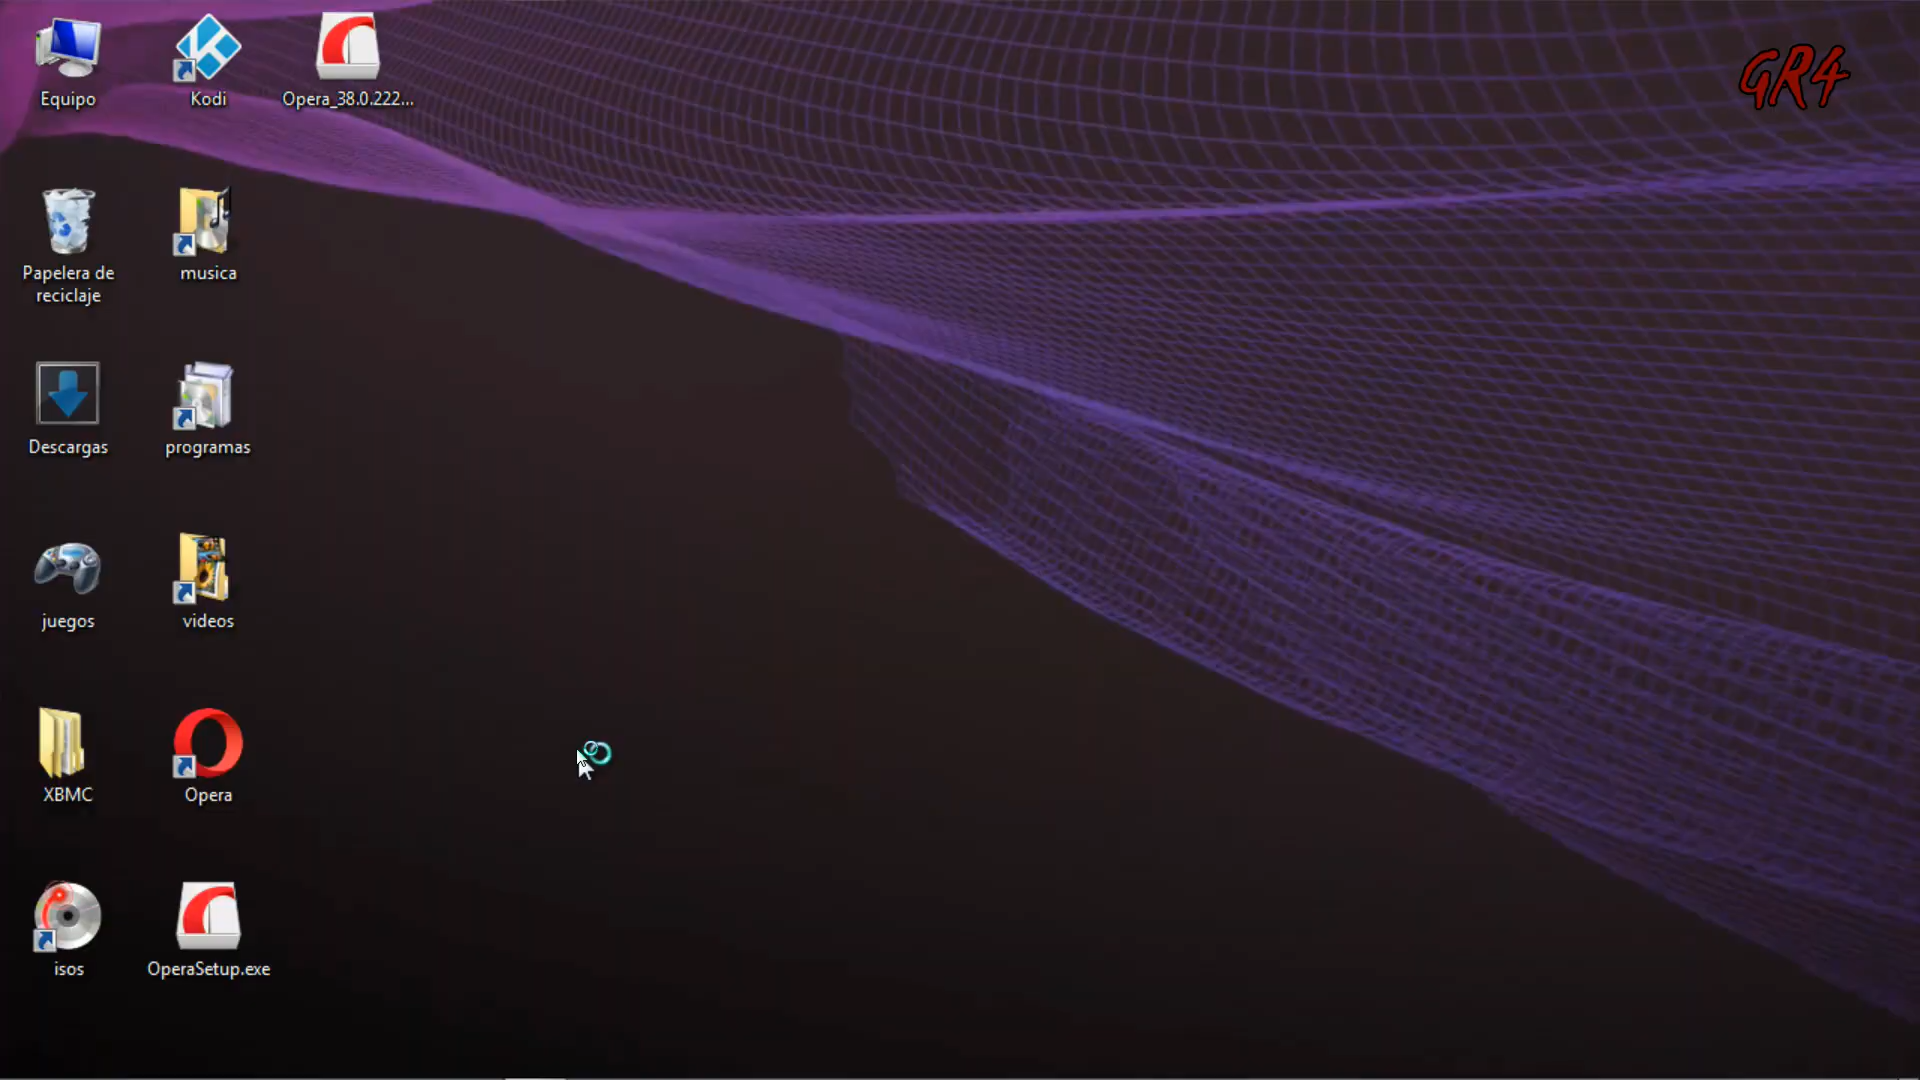 Equipo
Kodi
Opera_38.0.222...
GR4
Papelera de
reciclaje
musica
Descargas
programas
juegos
videos
XBMC
Opera
isos
OperaSetup.exe